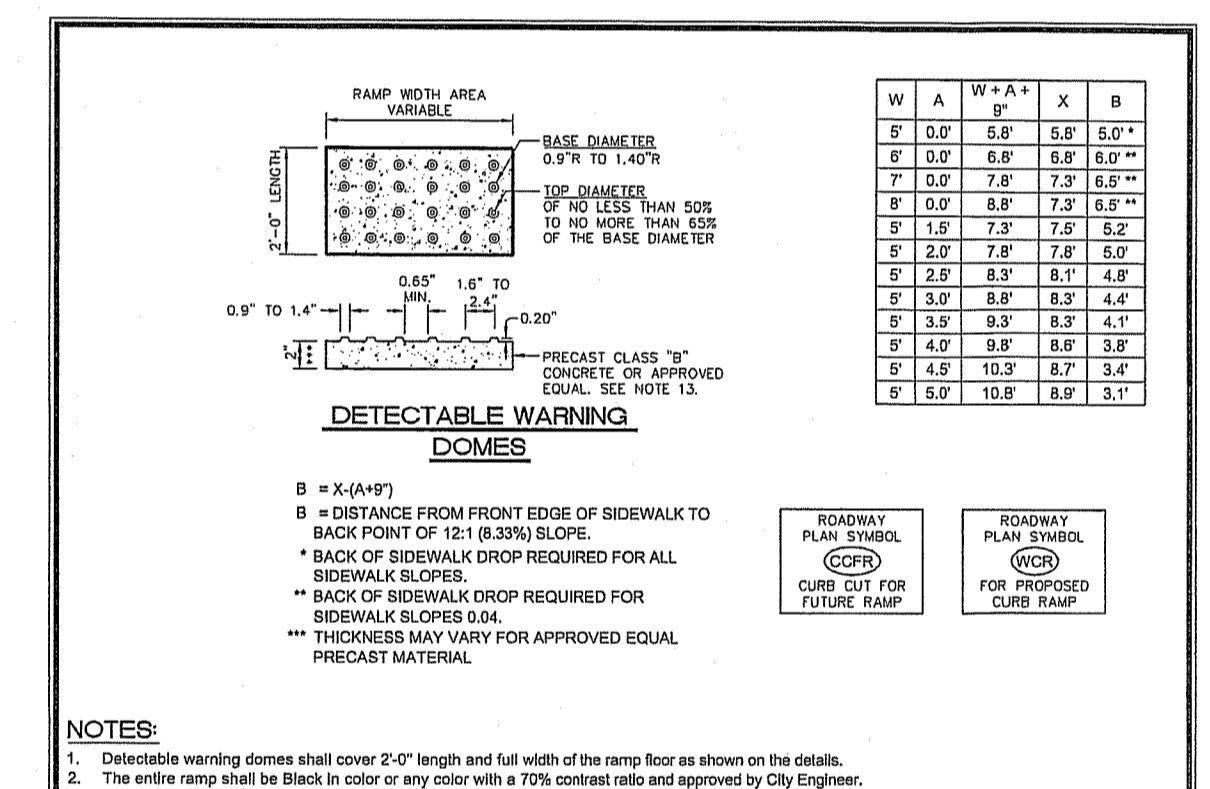 RAMP WIDTH AREA
VARIABLE
2'-0" LENGTH
BASE DIAMETER
0.9"R TO 1.40"R
TOP DIAMETER
OF NO LESS THAN 50%
TO NO MORE THAN 65%
OF THE BASE DIAMETER
0.65"
MIN.
1.6" TO
2.4"
0.9" TO 1.4"
0.20"
2" ***
PRECAST CLASS "B"
CONCRETE OR APPROVED
EQUAL. SEE NOTE 13.
DETECTABLE WARNING
DOMES
W A W + A + 9" X B
5' 0.0' 5.8' 5.8' 5.0' *
6' 0.0' 6.8' 6.8' 6.0' **
7' 0.0' 7.8' 7.3' 6.5' **
8' 0.0' 8.8' 7.3' 6.5' **
5' 1.5' 7.3' 7.5' 5.2'
5' 2.0' 7.8' 7.8' 5.0'
5' 2.5' 8.3' 8.1' 4.8'
5' 3.0' 8.8' 8.3' 4.4'
5' 3.5' 9.3' 8.3' 4.1'
5' 4.0' 9.8' 8.6' 3.8'
5' 4.5' 10.3' 8.7' 3.4'
5' 5.0' 10.8' 8.9' 3.1'
B = X-(A+9")
B = DISTANCE FROM FRONT EDGE OF SIDEWALK TO
BACK POINT OF 12:1 (8.33%) SLOPE.
* BACK OF SIDEWALK DROP REQUIRED FOR ALL
SIDEWALK SLOPES.
** BACK OF SIDEWALK DROP REQUIRED FOR
SIDEWALK SLOPES 0.04.
*** THICKNESS MAY VARY FOR APPROVED EQUAL
PRECAST MATERIAL
ROADWAY
PLAN SYMBOL
CCFR
CURB CUT FOR
FUTURE RAMP
ROADWAY
PLAN SYMBOL
WCR
FOR PROPOSED
CURB RAMP
NOTES:
1. Detectable warning domes shall cover 2'-0" length and full width of the ramp floor as shown on the details.
2. The entire ramp shall be Black in color or any color with a 70% contrast ratio and approved by City Engineer.